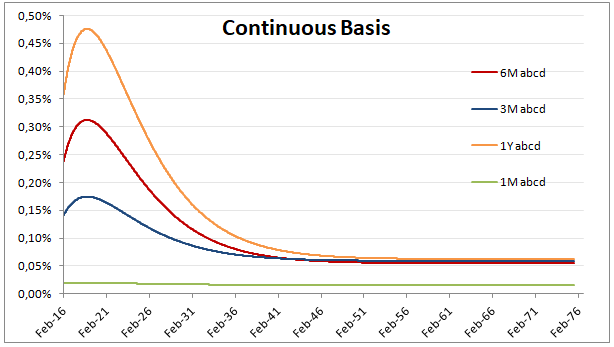 Continuous Basis
0,50%
0,45%
0,40%
0,35%
0,30%
0,25%
0,20%
0,15%
0,10%
0,05%
0,00%
6M abcd
3M abcd
1Y abcd
1M abcd
Feb-16
Feb-21
Feb-26
Feb-31
Feb-36
Feb-41
Feb-46
Feb-51
Feb-56
Feb-61
Feb-66
Feb-71
Feb-76